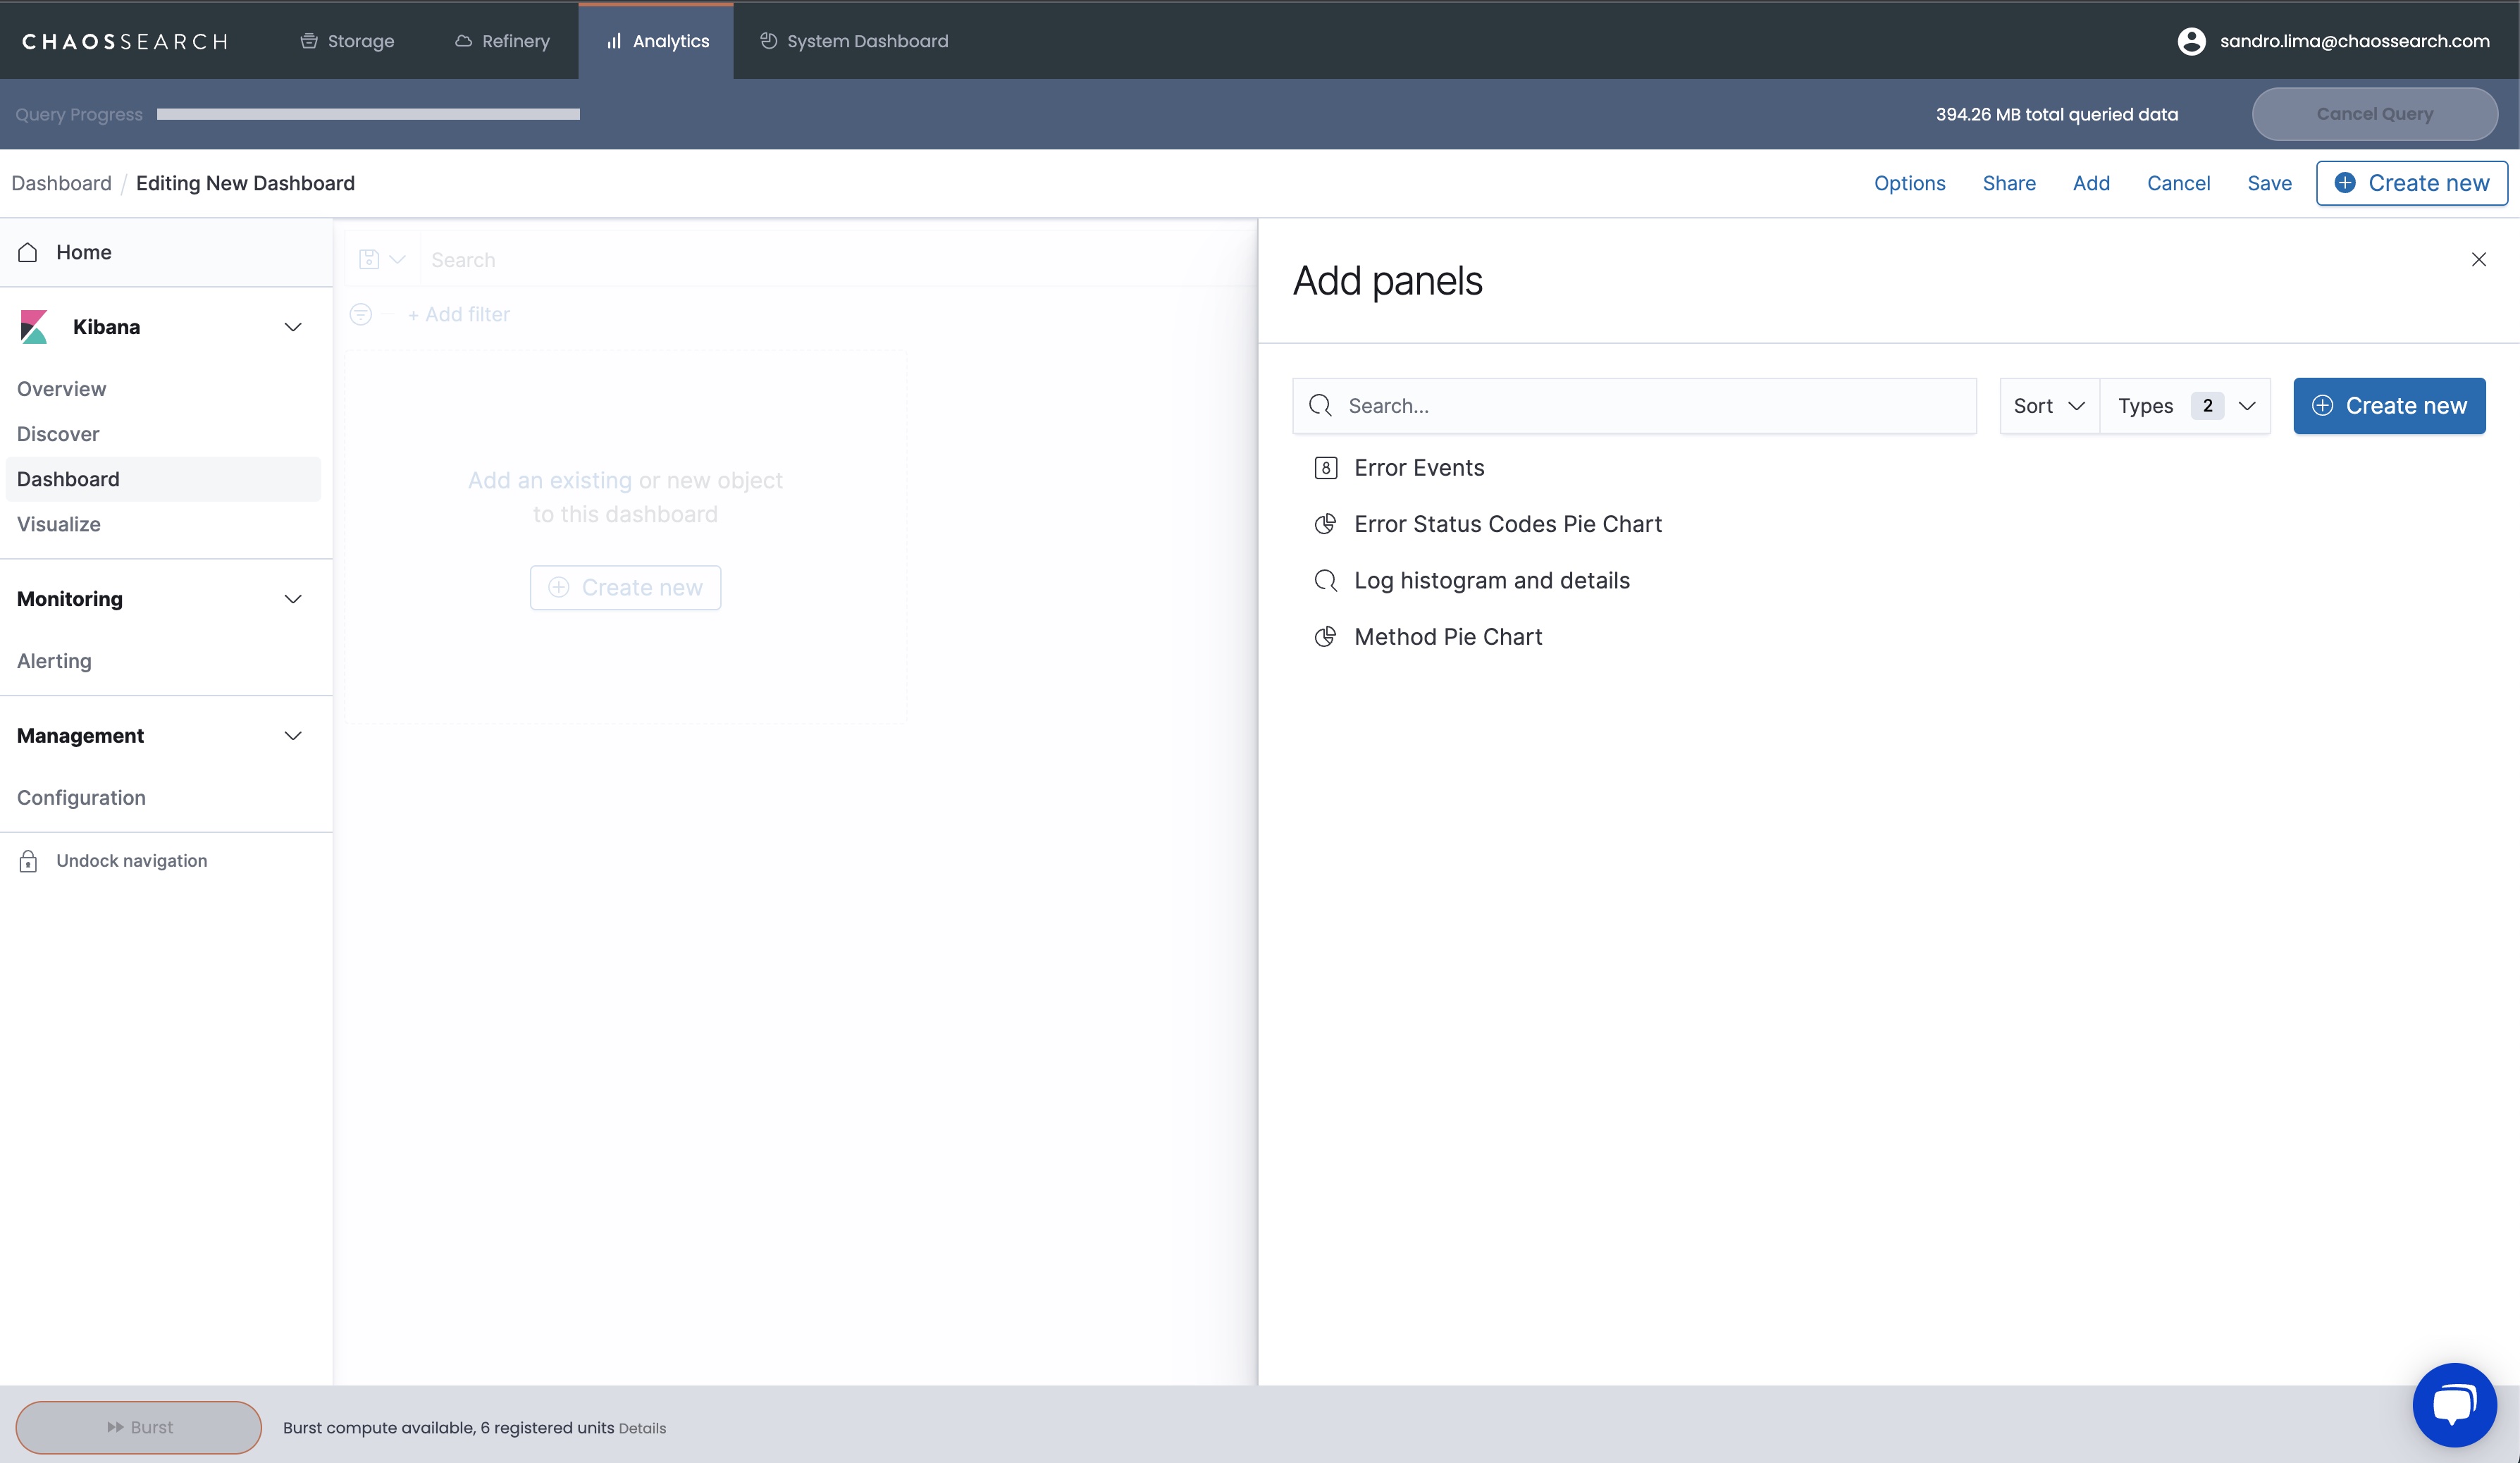 CHAOSSEARCH
Storage
Refinery
Analytics
System Dashboard
sandro.lima@chaossearch.com
Query Progress
394.26 MB total queried data
Cancel Query
Dashboard / Editing New Dashboard
Options
Share
Add
Cancel
Save
Create new
Home
Kibana
Overview
Discover
Dashboard
Visualize
Monitoring
Alerting
Management
Configuration
Undock navigation
Search
+ Add filter
Add an existing or new object
to this dashboard
Create new
Add panels
Search...
Sort
Types 2
Create new
8 Error Events
Error Status Codes Pie Chart
Log histogram and details
Method Pie Chart
Burst
Burst compute available, 6 registered units Details